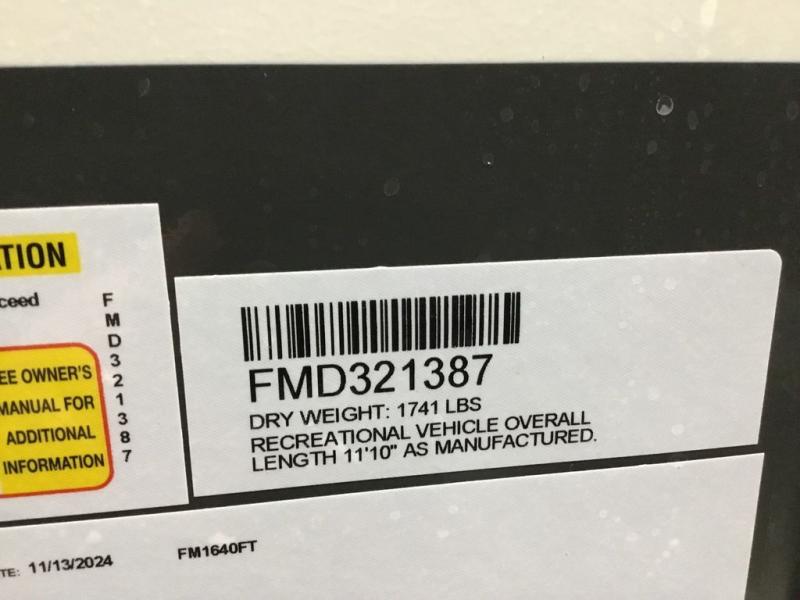 TION
ceed
EE OWNER'S
MANUAL FOR
ADDITIONAL
INFORMATION
F
M
D
3
2
1
3
8
7
FMD321387
DRY WEIGHT: 1741 LBS
RECREATIONAL VEHICLE OVERALL
LENGTH 11'10" AS MANUFACTURED.
TE: 11/13/2024 FM1640FT